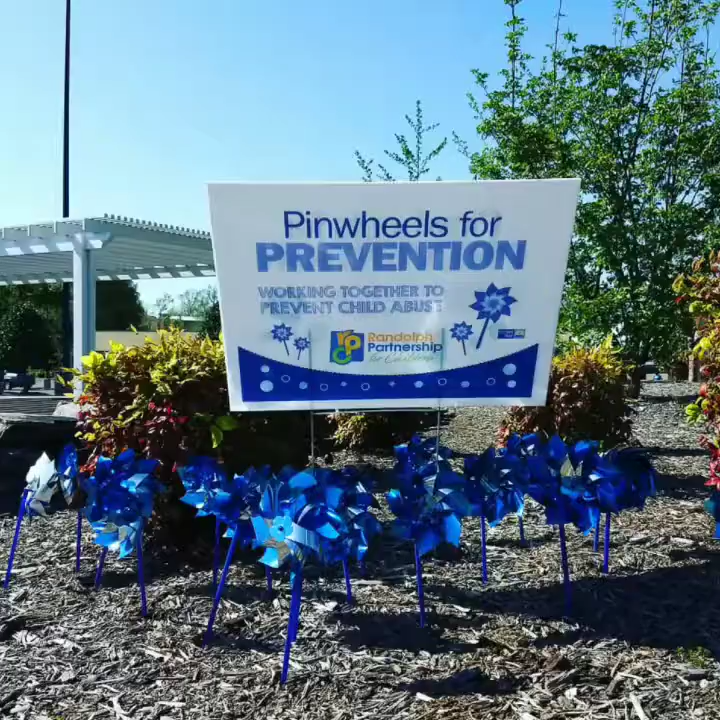 Pinwheels for
PREVENTION
WORKING TOGETHER TO
PREVENT CHILD ABUSE
Randolph
Partnership
for Children